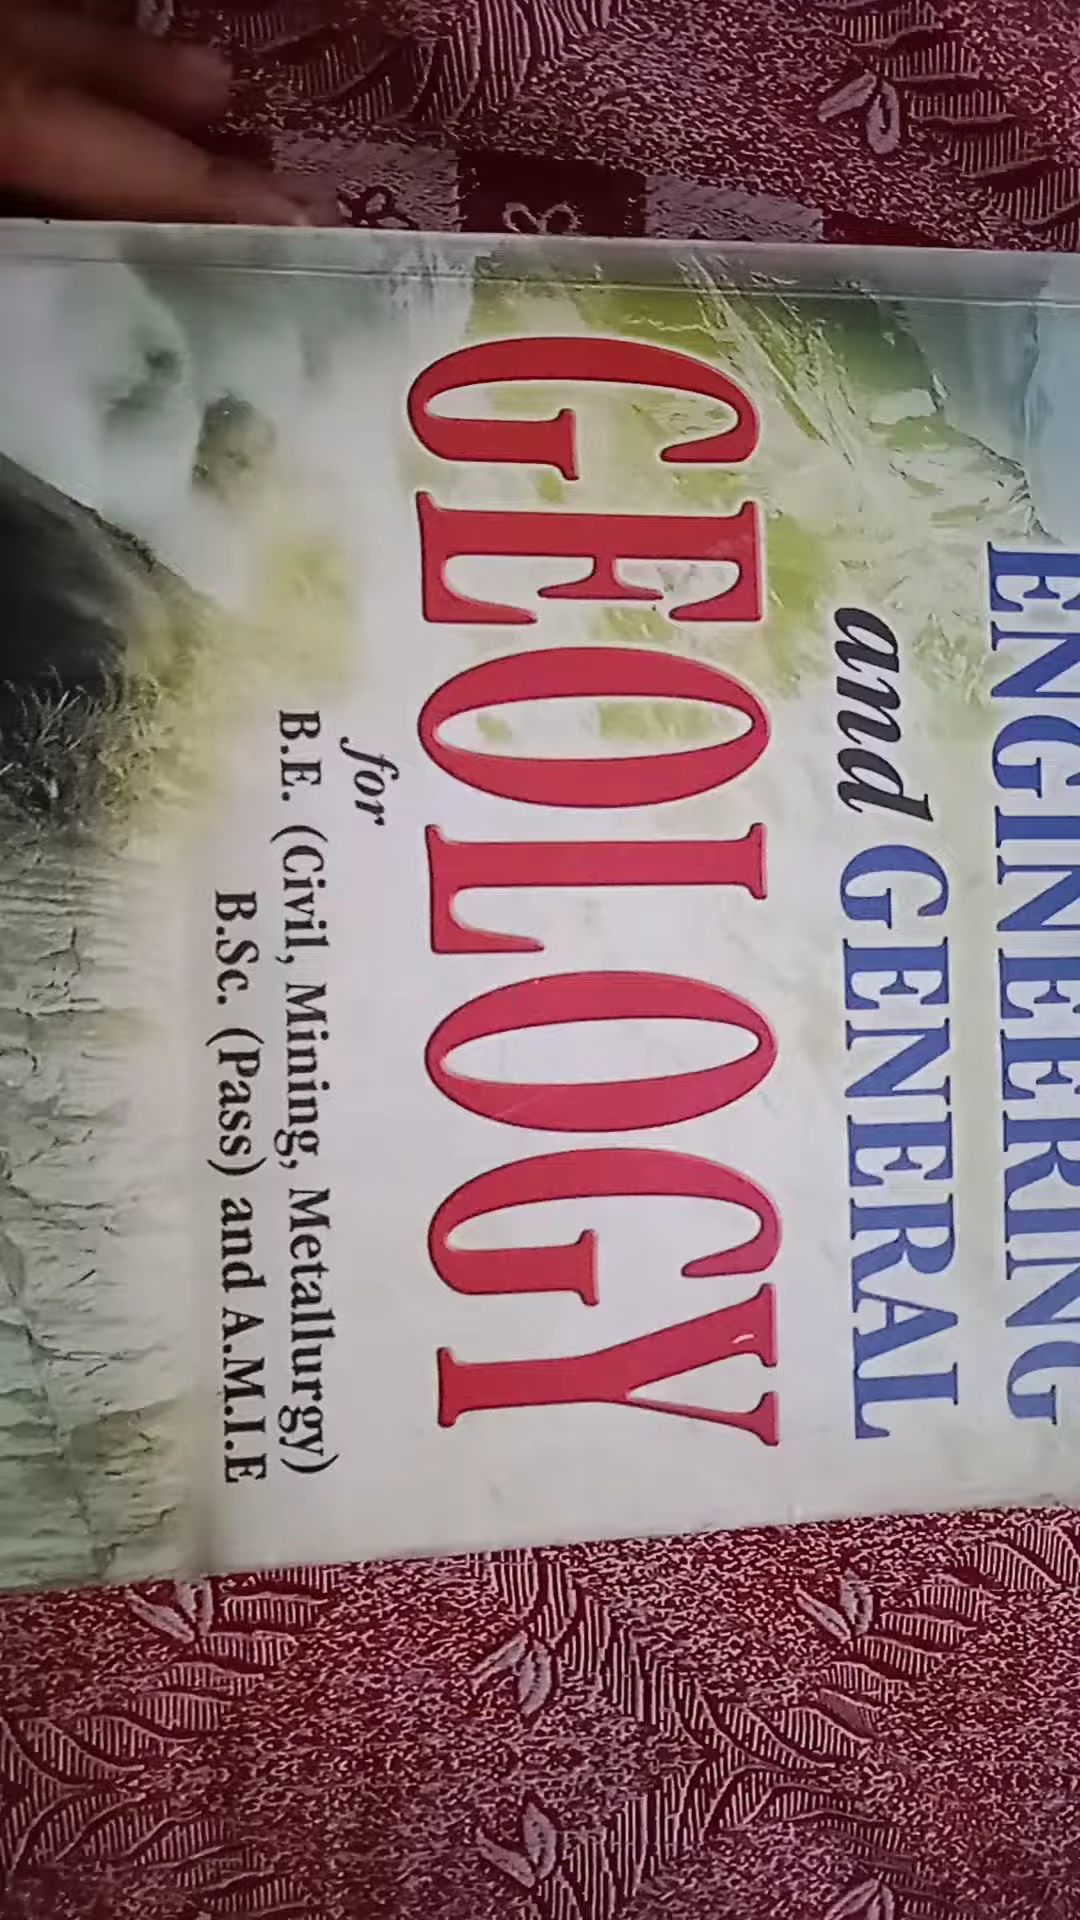 ENGINEERING
and GENERAL
GEOLOGY
for
B.E. (Civil, Mining, Metallurgy)
B.Sc. (Pass) and A.M.I.E